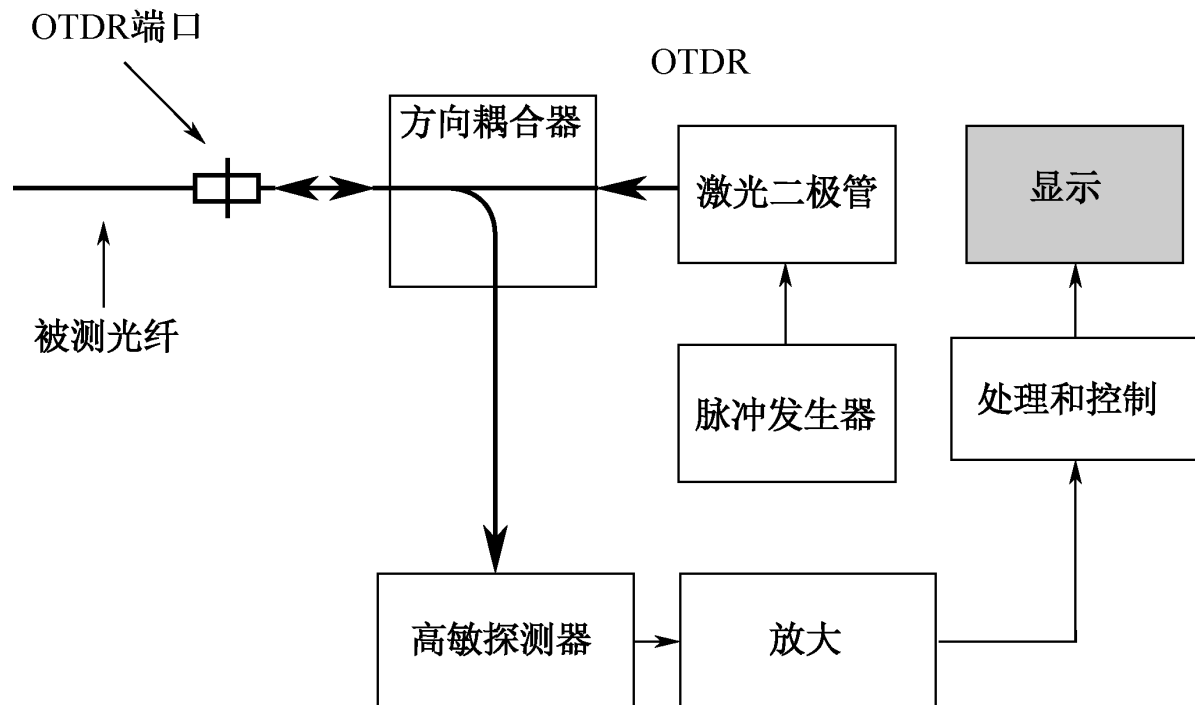 OTDR端口
OTDR
方向耦合器
激光二极管
显示
被测光纤
脉冲发生器
处理和控制
高敏探测器
放大